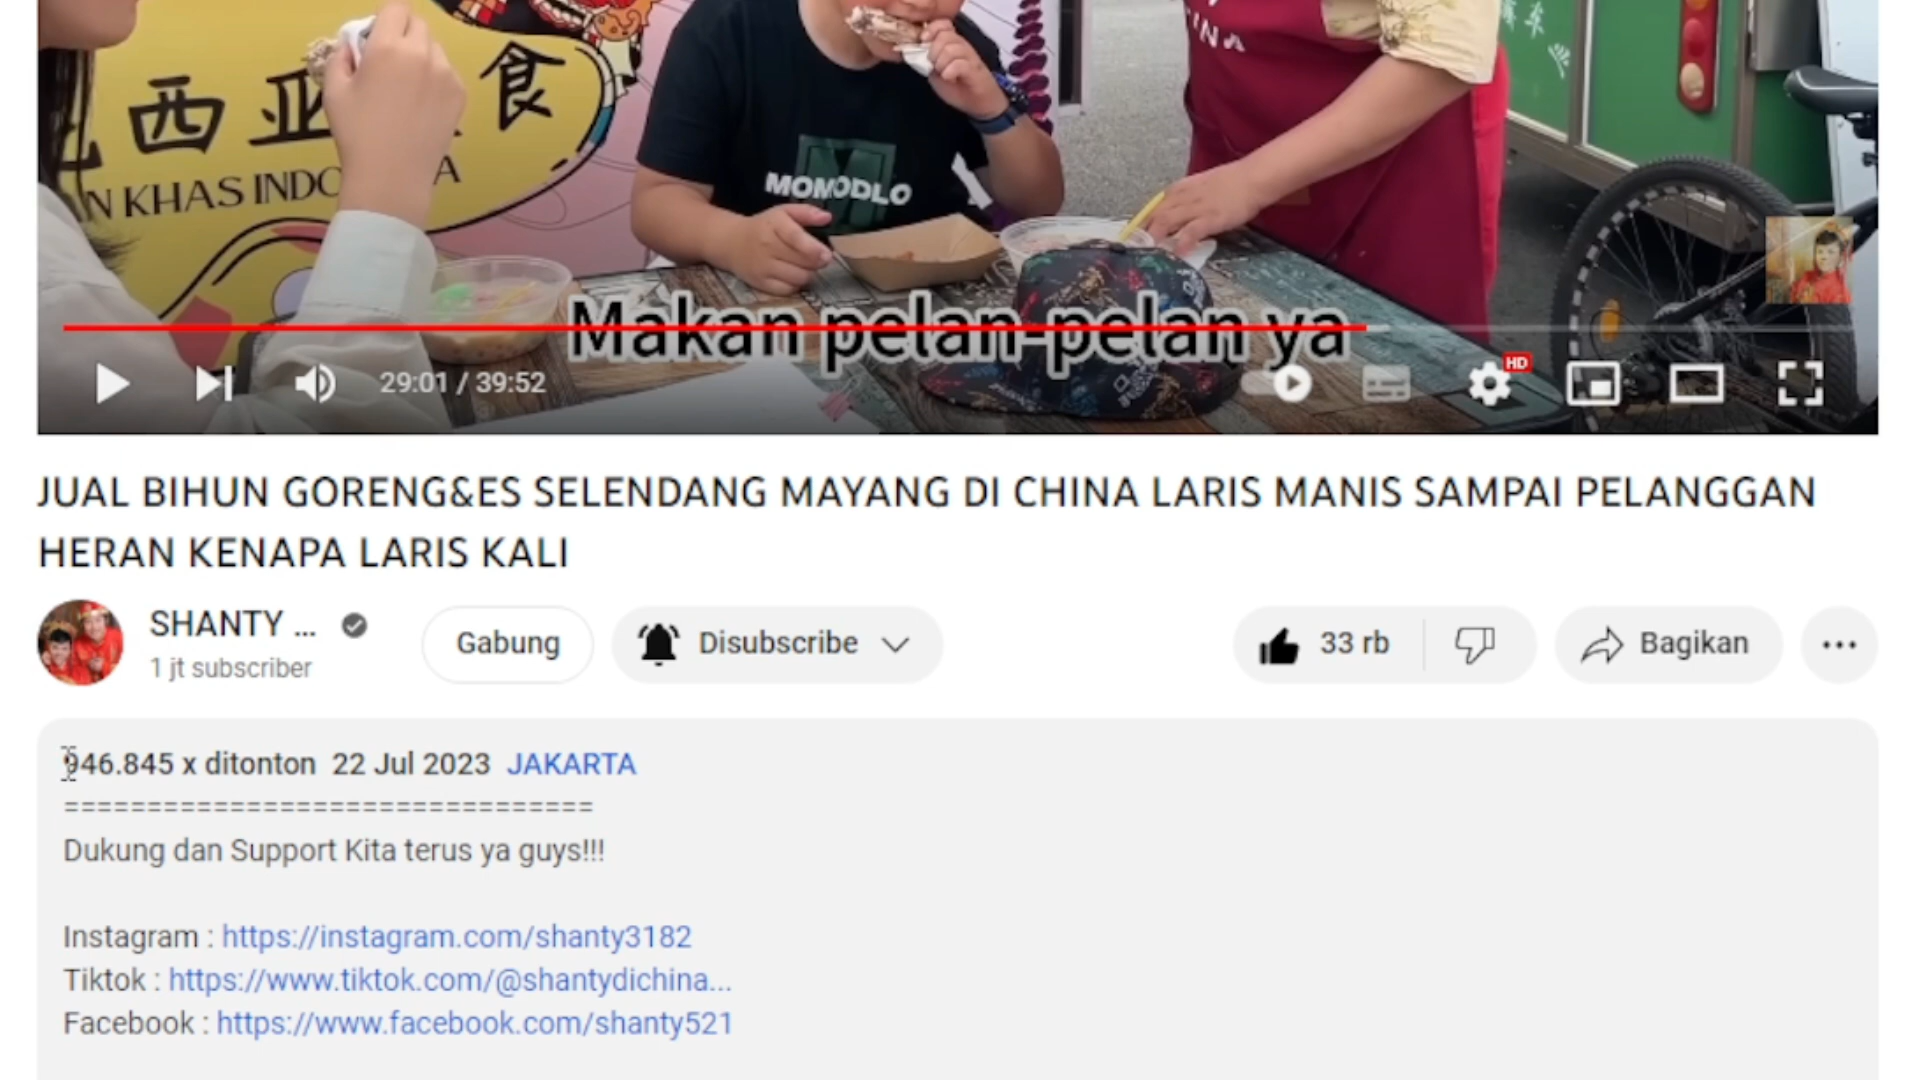 西亚 食
N KHAS INDO A
MOMODLO
INA
Makan pelan-pelan ya
29:01 / 39:52
HD
JUAL BIHUN GORENG&ES SELENDANG MAYANG DI CHINA LARIS MANIS SAMPAI PELANGGAN
HERAN KENAPA LARIS KALI
SHANTY ...
1 jt subscriber
Gabung
Disubscribe
33 rb
Bagikan
946.845 x ditonton 22 Jul 2023 JAKARTA
================================
Dukung dan Support Kita terus ya guys!!!
Instagram : https://instagram.com/shanty3182
Tiktok : https://www.tiktok.com/@shantydichina...
Facebook : https://www.facebook.com/shanty521